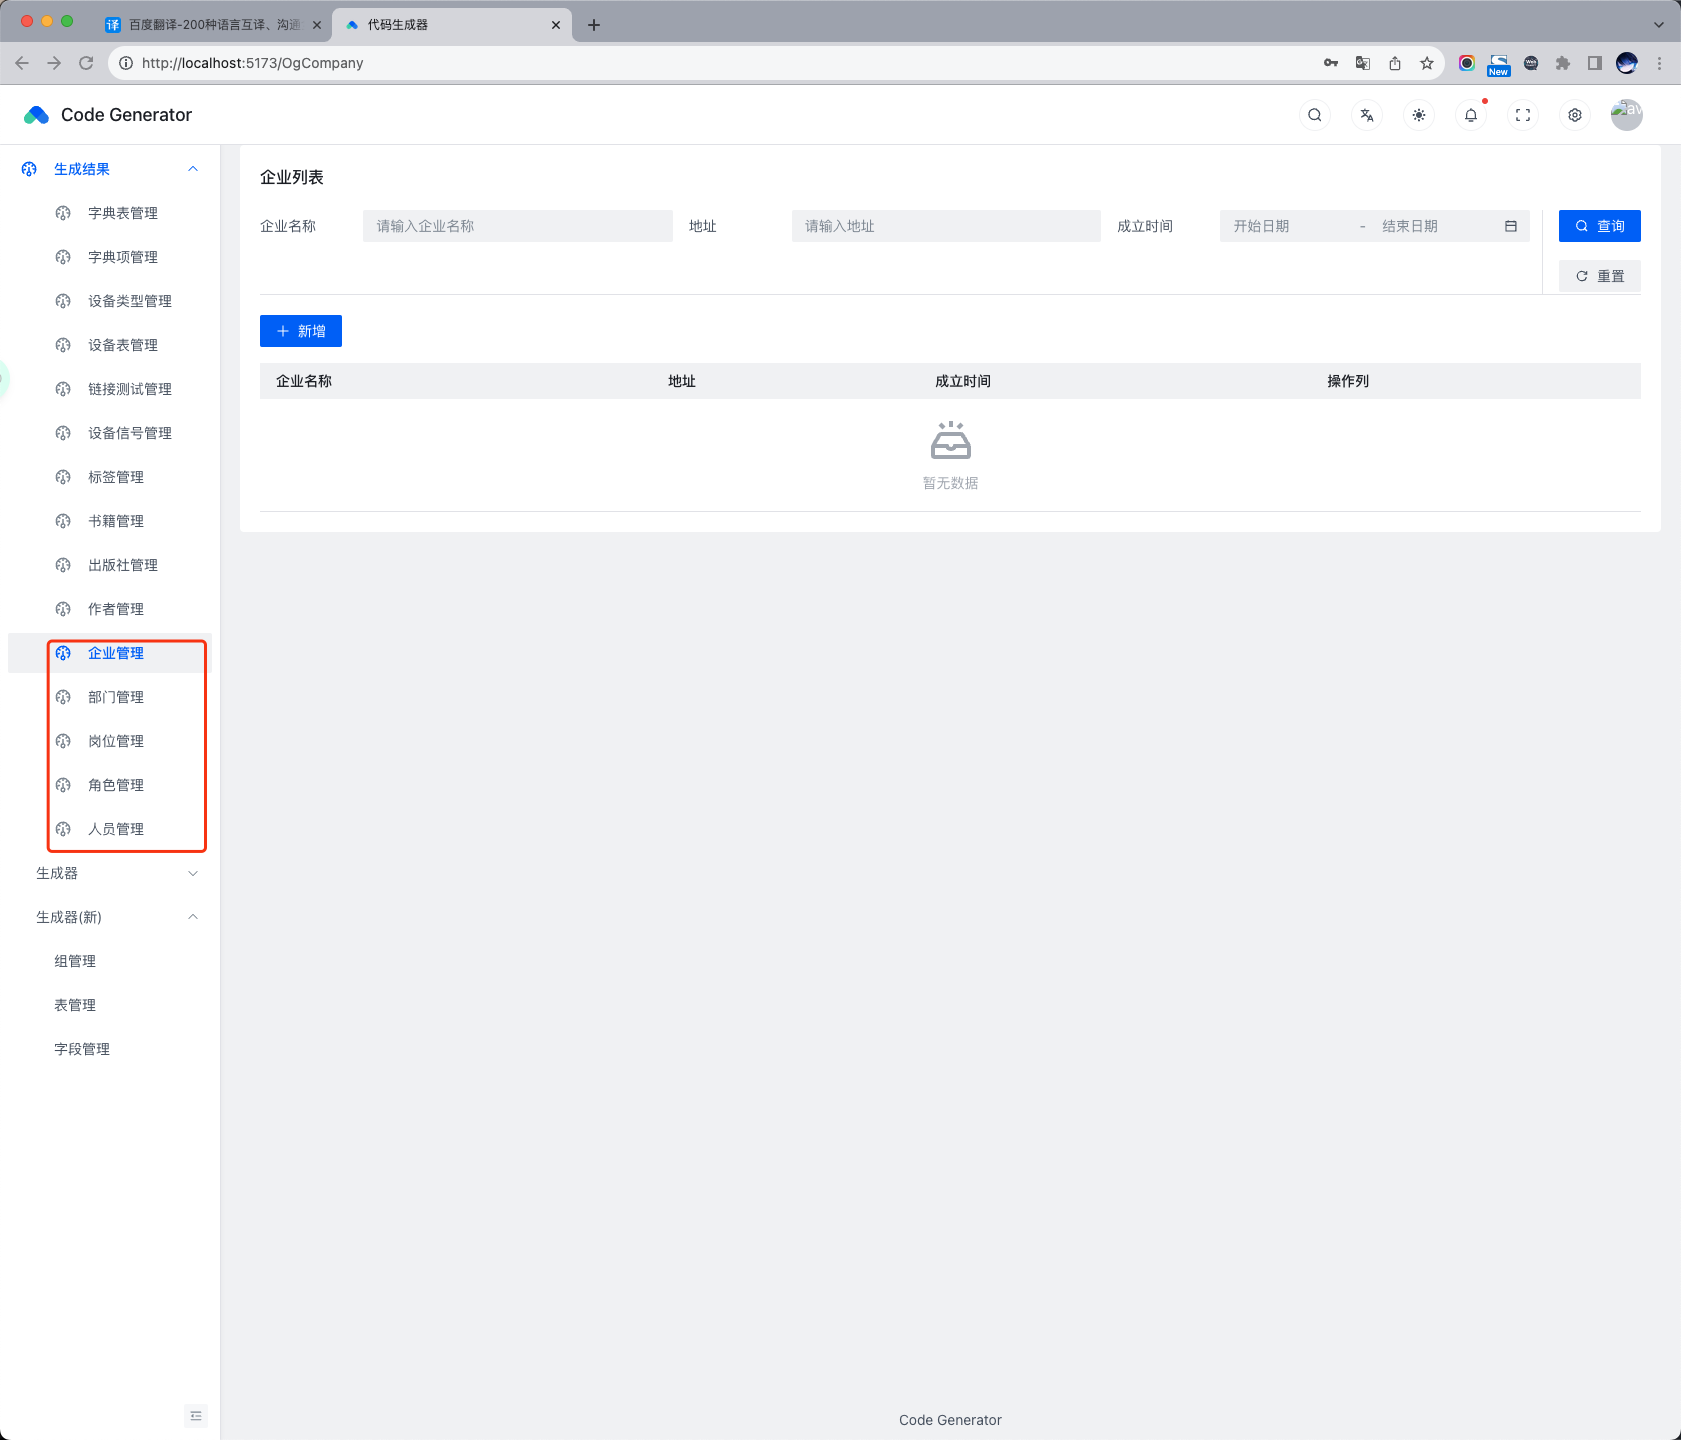 百度翻译-200种语言互译、沟通
代码生成器
http://localhost:5173/OgCompany
New
Code Generator
生成结果
字典表管理
字典项管理
设备类型管理
设备表管理
链接测试管理
设备信号管理
标签管理
书籍管理
出版社管理
作者管理
企业管理
部门管理
岗位管理
角色管理
人员管理
生成器
生成器(新)
组管理
表管理
字段管理
企业列表
企业名称 请输入企业名称 地址 请输入地址 成立时间 开始日期 - 结束日期 查询
重置
新增
企业名称 地址 成立时间 操作列
暂无数据
Code Generator